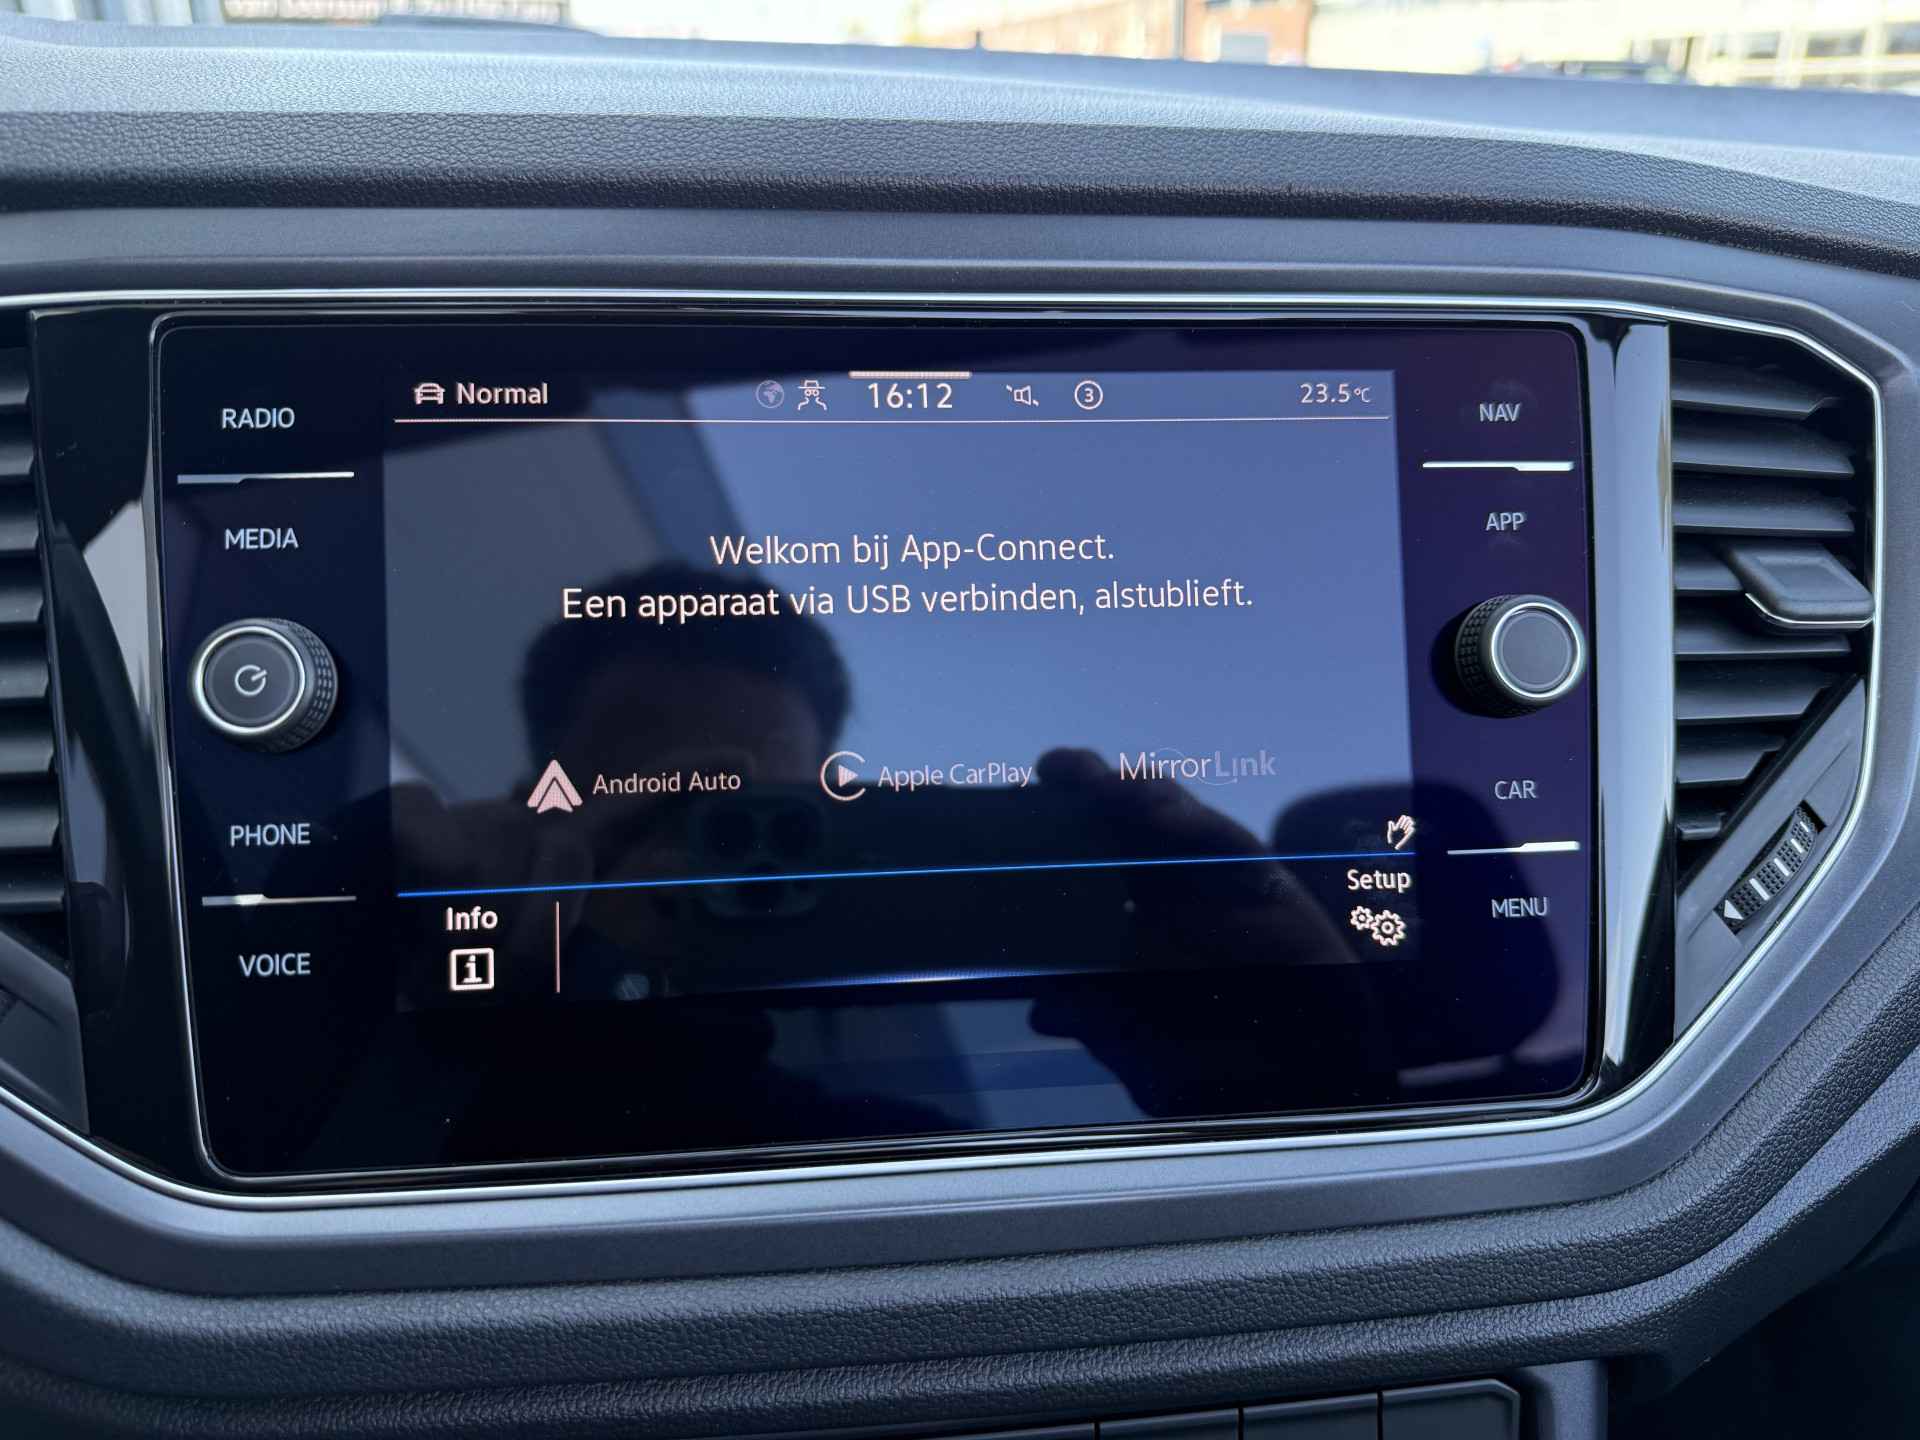 RADIO
MEDIA
PHONE
VOICE
Normal
16:12
3
23.5°C
Welkom bij App-Connect.
Een apparaat via USB verbinden, alstublieft.
Android Auto
Apple CarPlay
MirrorLink
Info
i
Setup
NAV
APP
CAR
MENU